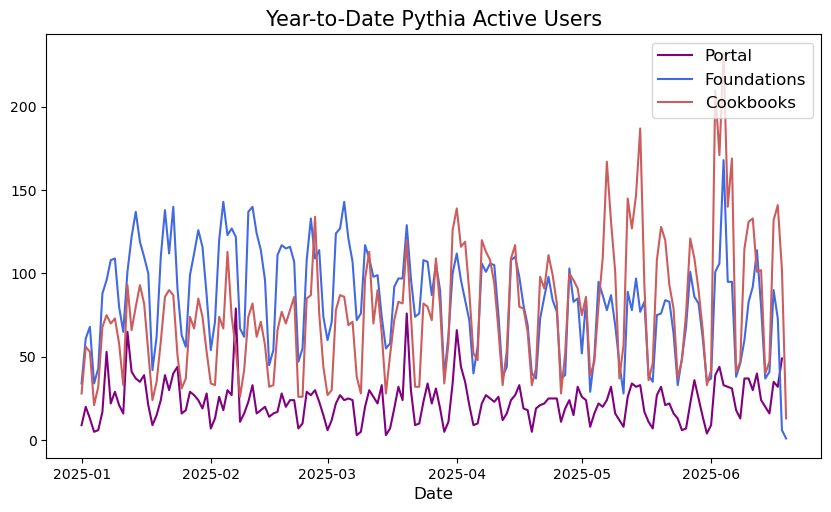 Year-to-Date Pythia Active Users
Portal
Foundations
Cookbooks
200
150
100
50
0
2025-01
2025-02
2025-03
2025-04
2025-05
2025-06
Date